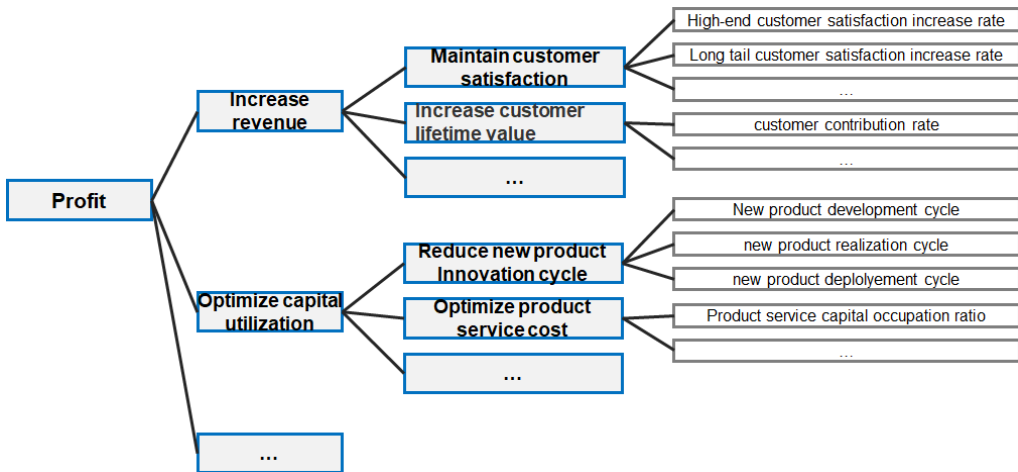 High-end customer satisfaction increase rate
Maintain customer
satisfaction
Long tail customer satisfaction increase rate
...
Increase
revenue
Increase customer
lifetime value
customer contribution rate
...
...
Profit
New product development cycle
Reduce new product
Innovation cycle
new product realization cycle
new product deplolyement cycle
Optimize capital
utilization
Optimize product
service cost
Product service capital occupation ratio
...
...
...